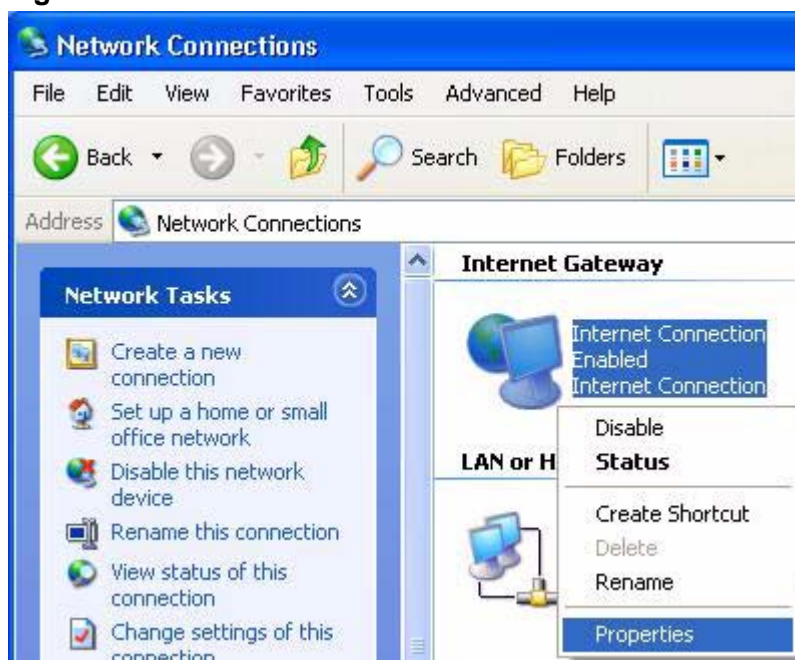 Network Connections
File Edit View Favorites Tools Advanced Help
Back Search Folders
Address Network Connections
Network Tasks
Create a new
connection
Set up a home or small
office network
Disable this network
device
Rename this connection
View status of this
connection
Change settings of this
connection
Internet Gateway
Internet Connection
Enabled
Internet Connection
LAN or H
Disable
Status
Create Shortcut
Delete
Rename
Properties